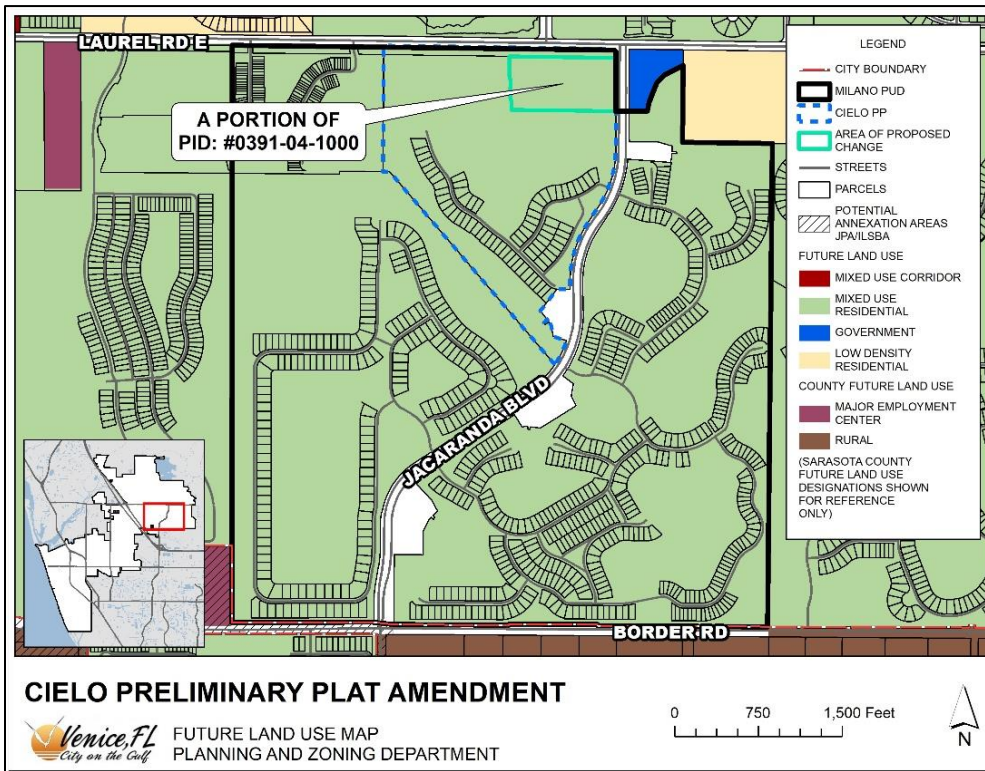 LAUREL RD E
A PORTION OF
PID: #0391-04-1000
JACARANDA BLVD
BORDER RD
LEGEND
CITY BOUNDARY
MILANO PUD
CIELO PP
AREA OF PROPOSED
CHANGE
STREETS
PARCELS
POTENTIAL
ANNEXATION AREAS
JPA/ILSBA
FUTURE LAND USE
MIXED USE CORRIDOR
MIXED USE
RESIDENTIAL
GOVERNMENT
LOW DENSITY
RESIDENTIAL
COUNTY FUTURE LAND USE
MAJOR EMPLOYMENT
CENTER
RURAL
(SARASOTA COUNTY
FUTURE LAND USE
DESIGNATIONS SHOWN
FOR REFERENCE
ONLY)
CIELO PRELIMINARY PLAT AMENDMENT
Venice, FL
City on the Gulf
FUTURE LAND USE MAP
PLANNING AND ZONING DEPARTMENT
0 750 1,500 Feet
N